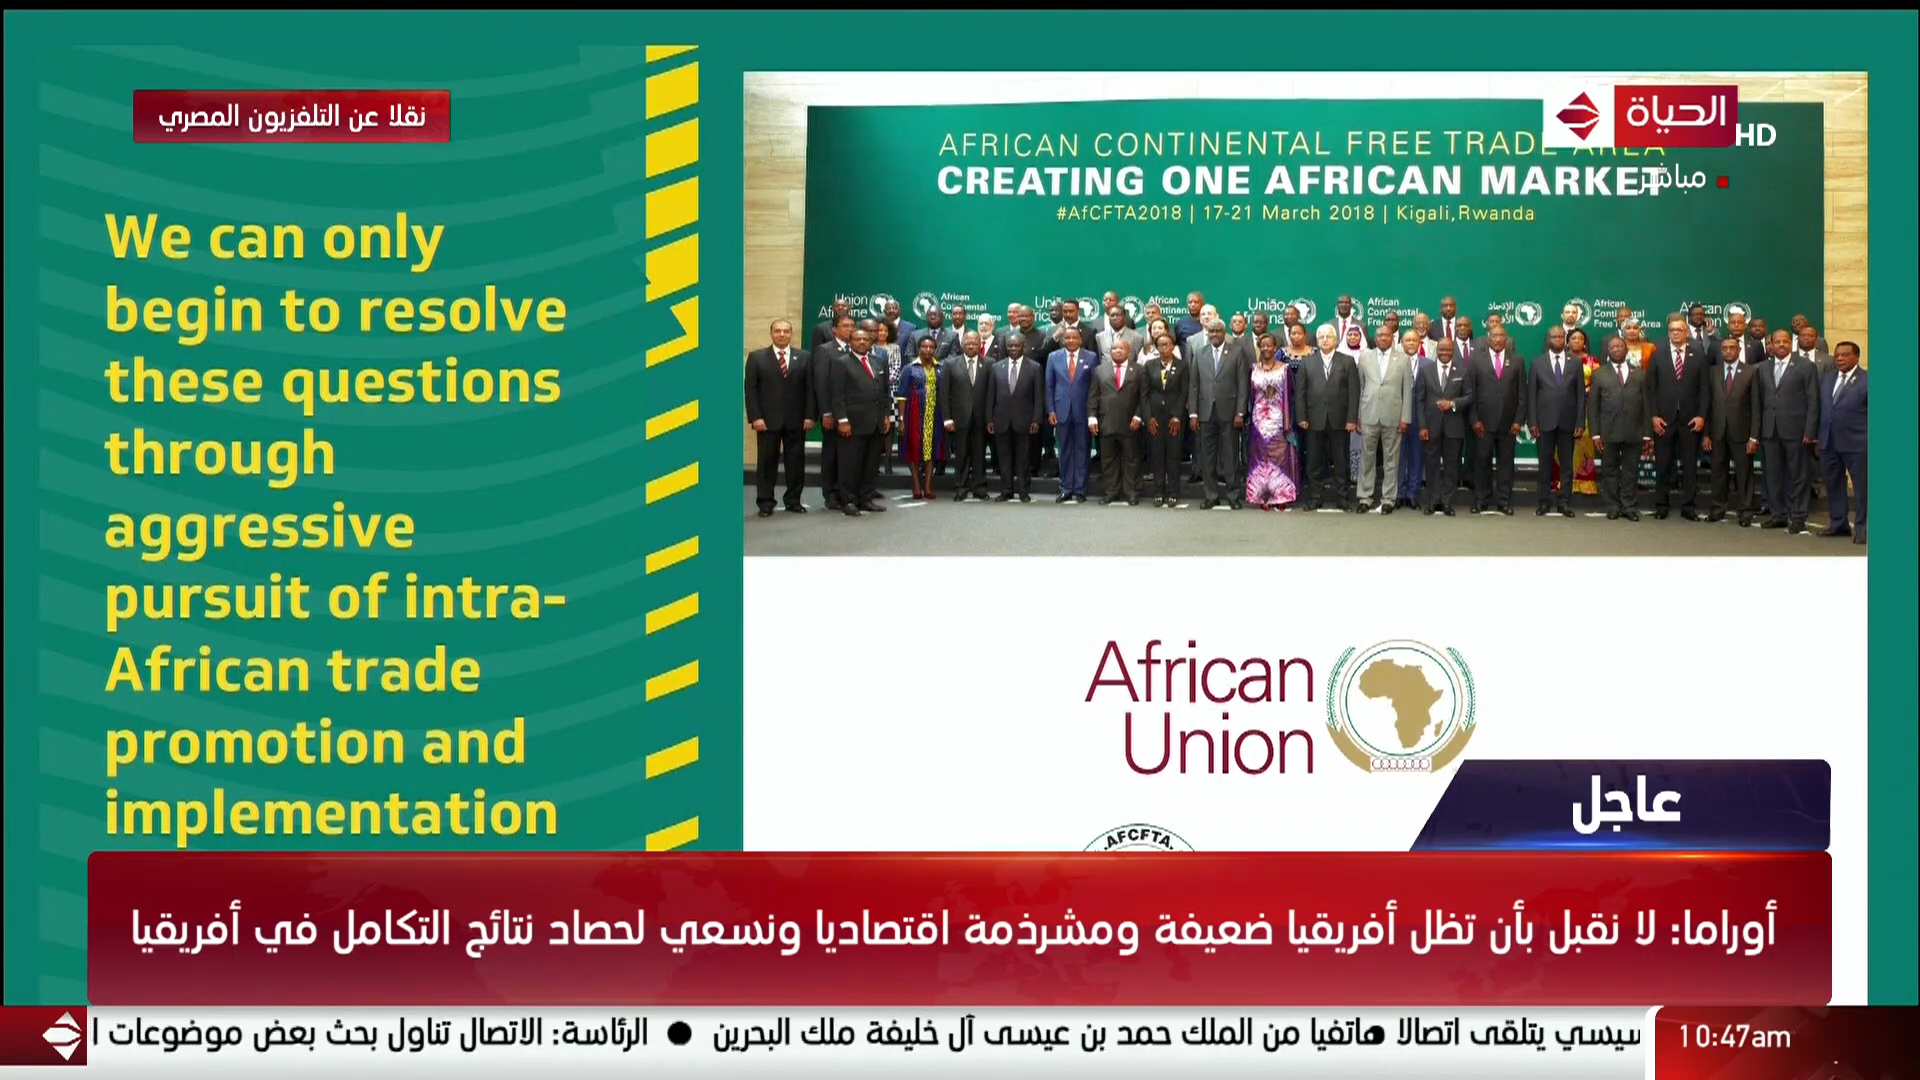 نقلا عن التلفزيون المصري
We can only
begin to resolve
these questions
through
aggressive
pursuit of intra-
African trade
promotion and
implementation
الحياة
HD
مباشر
AFRICAN CONTINENTAL FREE TRADE AREA
CREATING ONE AFRICAN MARKET
#AfCFTA2018 | 17-21 March 2018 | Kigali, Rwanda
African
Union
AFCFTA
عاجل
أوراما: لا نقبل بأن تظل أفريقيا ضعيفة ومشرذمة اقتصاديا ونسعي لحصاد نتائج التكامل في أفريقيا
سيسي يتلقى اتصالا هاتفيا من الملك حمد بن عيسى آل خليفة ملك البحرين ● الرئاسة: الاتصال تناول بحث بعض موضوعات ا
10:47am